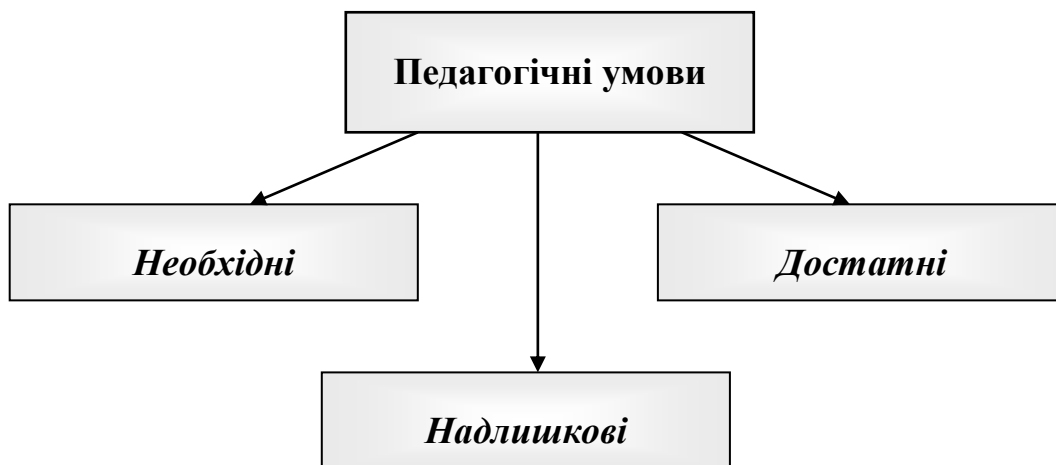 Педагогічні умови
Необхідні
Достатні
Надлишкові